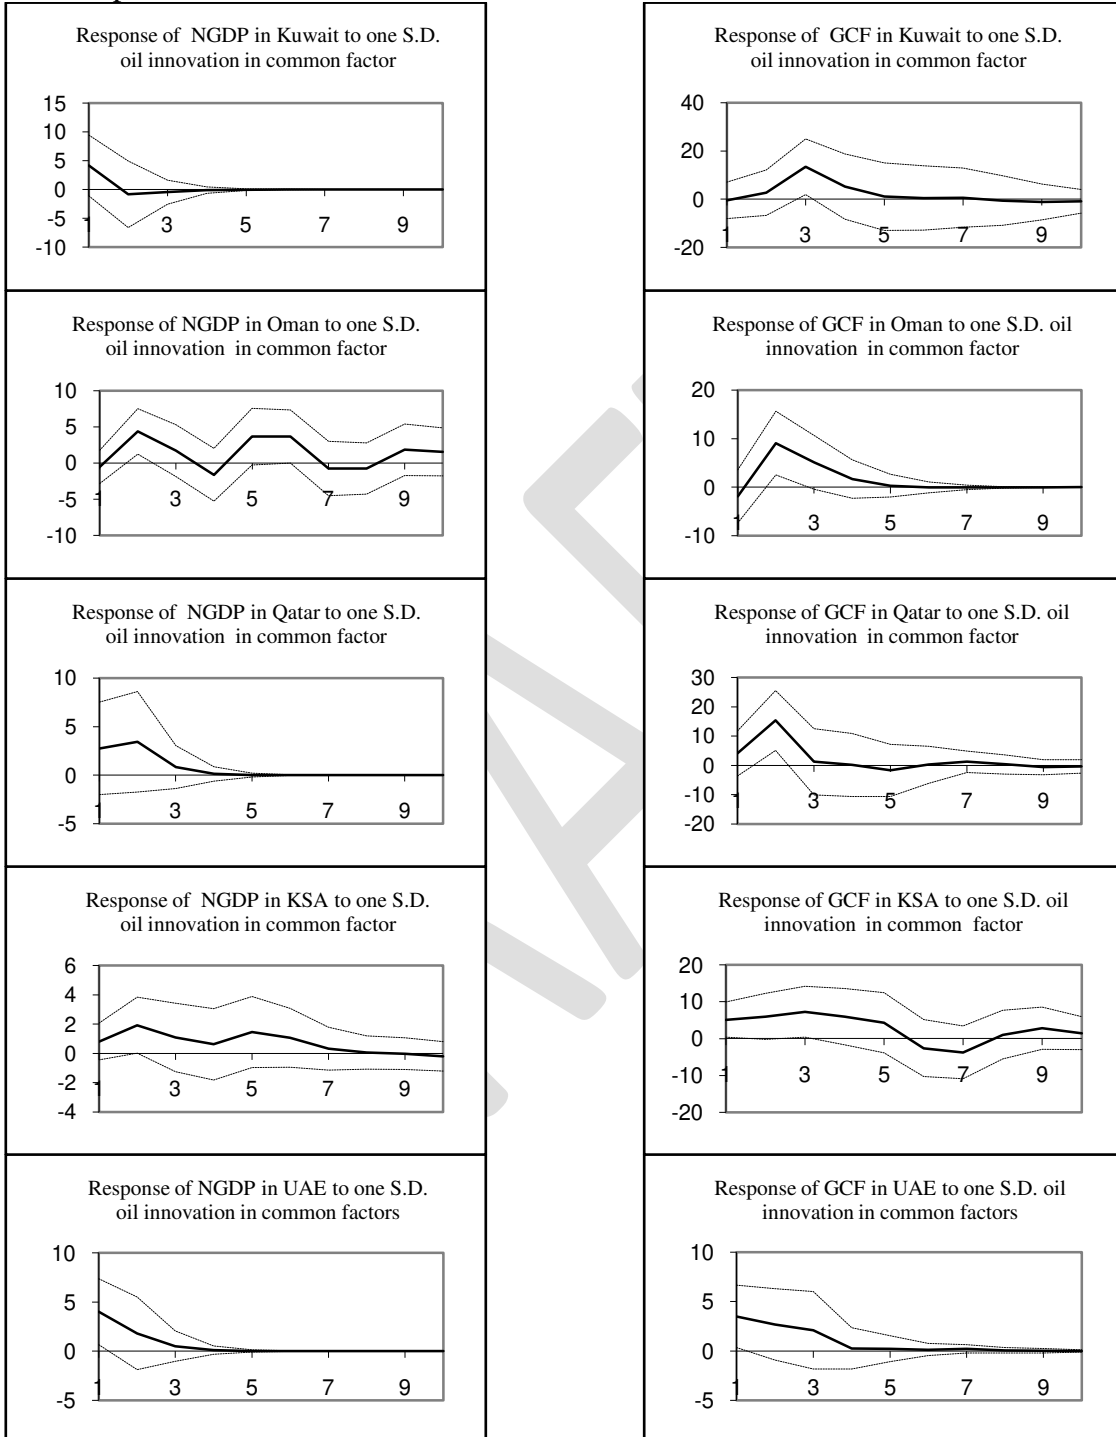 Response of NGDP in Kuwait to one S.D.
oil innovation in common factor
15
10
5
0
-5
-10
1 3 5 7 9
Response of GCF in Kuwait to one S.D.
oil innovation in common factor
40
20
0
-20
1 3 5 7 9
Response of NGDP in Oman to one S.D.
oil innovation in common factor
10
5
0
-5
-10
1 3 5 7 9
Response of GCF in Oman to one S.D. oil
innovation in common factor
20
10
0
-10
1 3 5 7 9
Response of NGDP in Qatar to one S.D.
oil innovation in common factor
10
5
0
-5
1 3 5 7 9
Response of GCF in Qatar to one S.D. oil
innovation in common factor
30
20
10
0
-10
-20
1 3 5 7 9
Response of NGDP in KSA to one S.D.
oil innovation in common factor
6
4
2
0
-2
-4
1 3 5 7 9
Response of GCF in KSA to one S.D. oil
innovation in common factor
20
10
0
-10
-20
1 3 5 7 9
Response of NGDP in UAE to one S.D.
oil innovation in common factors
10
5
0
-5
1 3 5 7 9
Response of GCF in UAE to one S.D. oil
innovation in common factors
10
5
0
-5
1 3 5 7 9